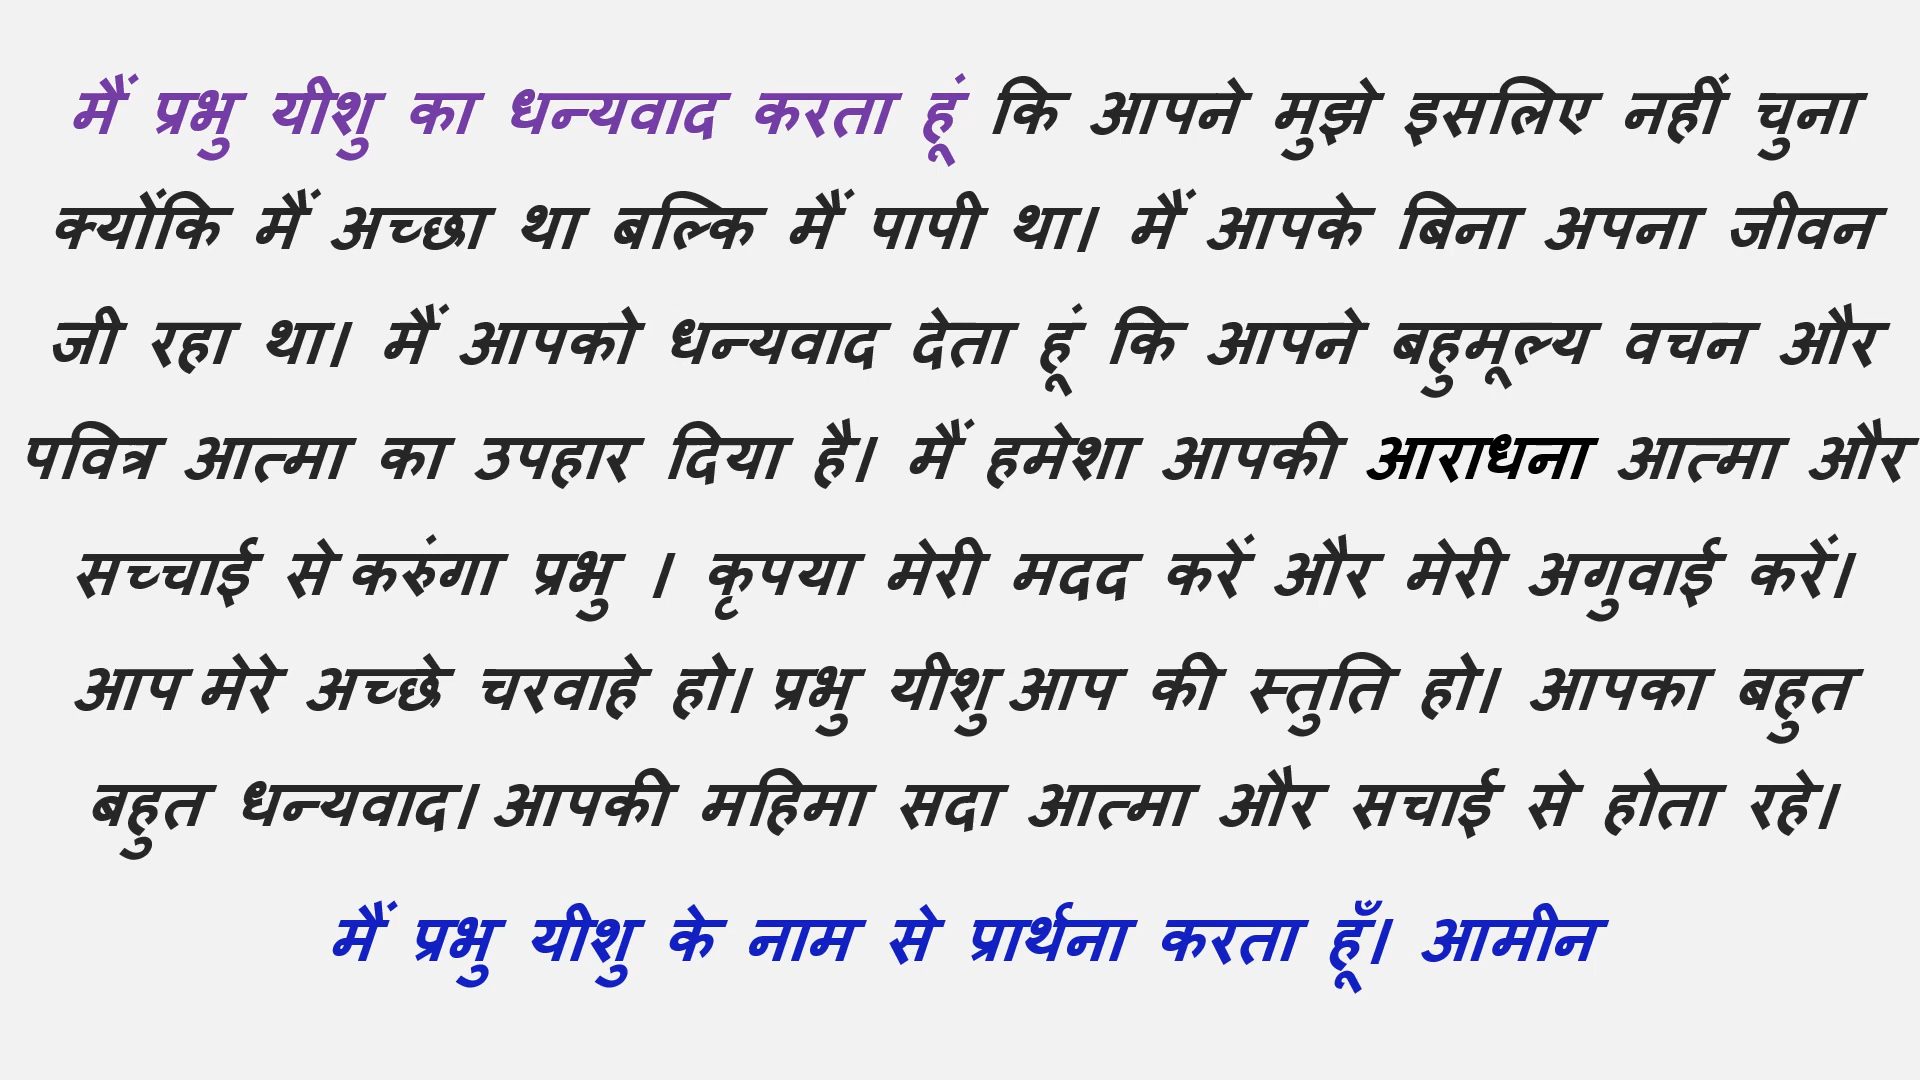 मैं प्रभु यीशु का धन्यवाद करता हूं कि आपने मुझे इसलिए नहीं चुना
क्योंकि मैं अच्छा था बल्कि मैं पापी था। मैं आपके बिना अपना जीवन
जी रहा था। मैं आपको धन्यवाद देता हूं कि आपने बहुमूल्य वचन और
पवित्र आत्मा का उपहार दिया है। मैं हमेशा आपकी आराधना आत्मा और
सच्चाई से करुंगा प्रभु । कृपया मेरी मदद करें और मेरी अगुवाई करें।
आप मेरे अच्छे चरवाहे हो। प्रभु यीशु आप की स्तुति हो। आपका बहुत
बहुत धन्यवाद। आपकी महिमा सदा आत्मा और सचाई से होता रहे।
मैं प्रभु यीशु के नाम से प्रार्थना करता हूँ। आमीन